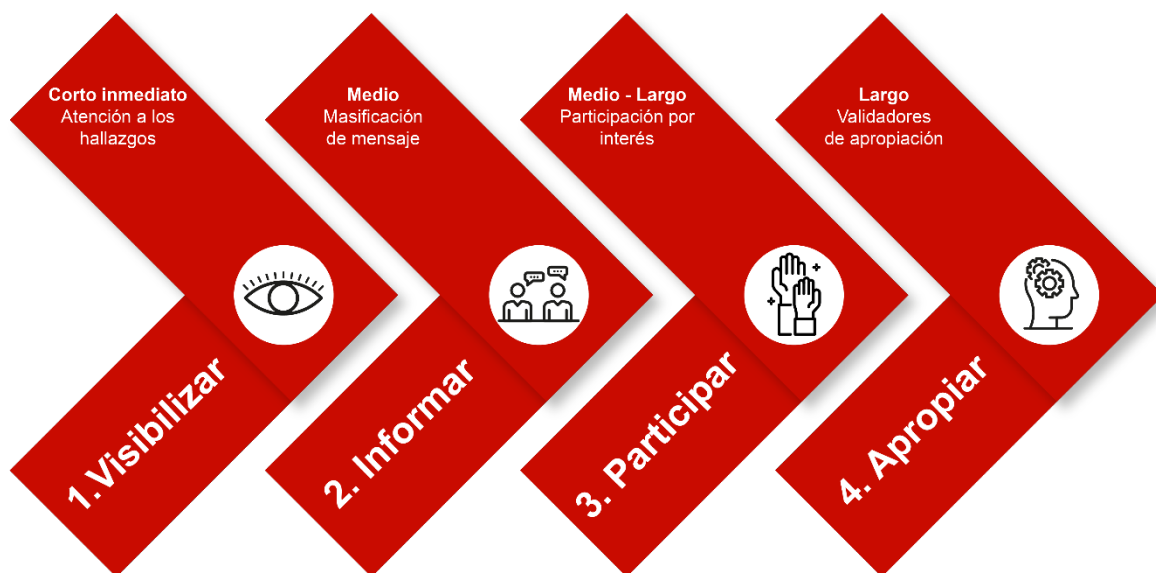 Corto inmediato
Atención a los
hallazgos
1.Visibilizar
Medio
Masificación
de mensaje
2. Informar
Medio - Largo
Participación por
interés
3. Participar
Largo
Validadores
de apropiación
4. Apropiar